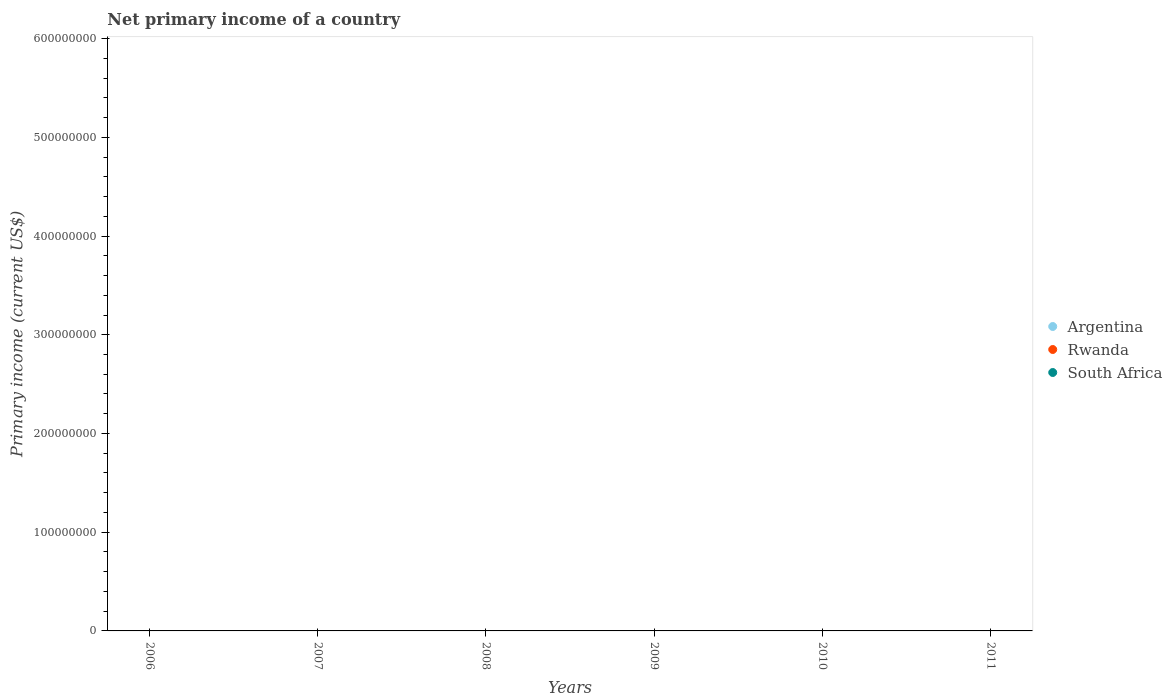 Net primary income of a country
600000000
500000000
400000000
300000000
200000000
100000000
0
Primary income (current US$)
2006
2007
2008
2009
2010
2011
Years
Argentina
Rwanda
South Africa